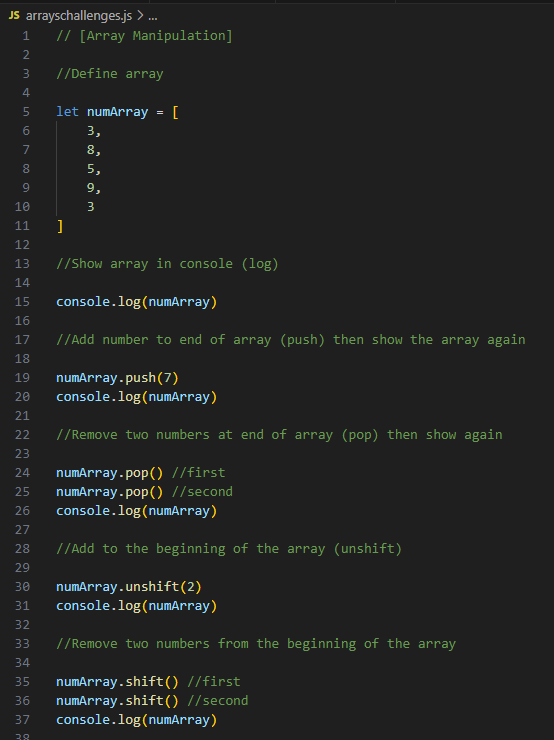 JS arrayschallenges.js > ...
1 // [Array Manipulation]
2
3 //Define array
4
5 let numArray = [
6     3,
7     8,
8     5,
9     9,
10     3
11 ]
12
13 //Show array in console (log)
14
15 console.log(numArray)
16
17 //Add number to end of array (push) then show the array again
18
19 numArray.push(7)
20 console.log(numArray)
21
22 //Remove two numbers at end of array (pop) then show again
23
24 numArray.pop() //first
25 numArray.pop() //second
26 console.log(numArray)
27
28 //Add to the beginning of the array (unshift)
29
30 numArray.unshift(2)
31 console.log(numArray)
32
33 //Remove two numbers from the beginning of the array
34
35 numArray.shift() //first
36 numArray.shift() //second
37 console.log(numArray)
38